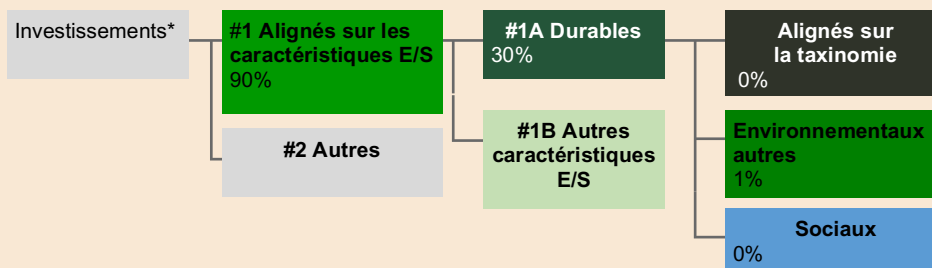 Investissements*
#1 Alignés sur les
caractéristiques E/S
90%
#2 Autres
#1A Durables
30%
#1B Autres
caractéristiques
E/S
Alignés sur
la taxinomie
0%
Environnementaux
autres
1%
Sociaux
0%